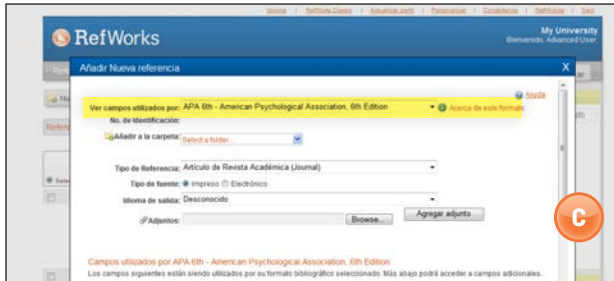 Idioma | RefWorks Classic | Actualizar perfil | Personalizar | Contáctenos | RefMobile | Salir
RefWorks
My University
Bienvenido, Advanced User.
Añadir Nueva referencia X
Ayuda
Ver campos utilizados por: APA 6th - American Psychological Association, 6th Edition Acerca de este formato
No. de Identificación:
Añadir a la carpeta: Select a folder...
Tipo de Referencia: Artículo de Revista Académica (Journal)
Tipo de fuente: Impreso Electrónico
Idioma de salida: Desconocido
Adjuntos: Browse... Agregar adjunto
C
Campos utilizados por APA 6th - American Psychological Association, 6th Edition
Los campos siguientes están siendo utilizados por su formato bibliográfico seleccionado. Más abajo podrá acceder a campos adicionales.